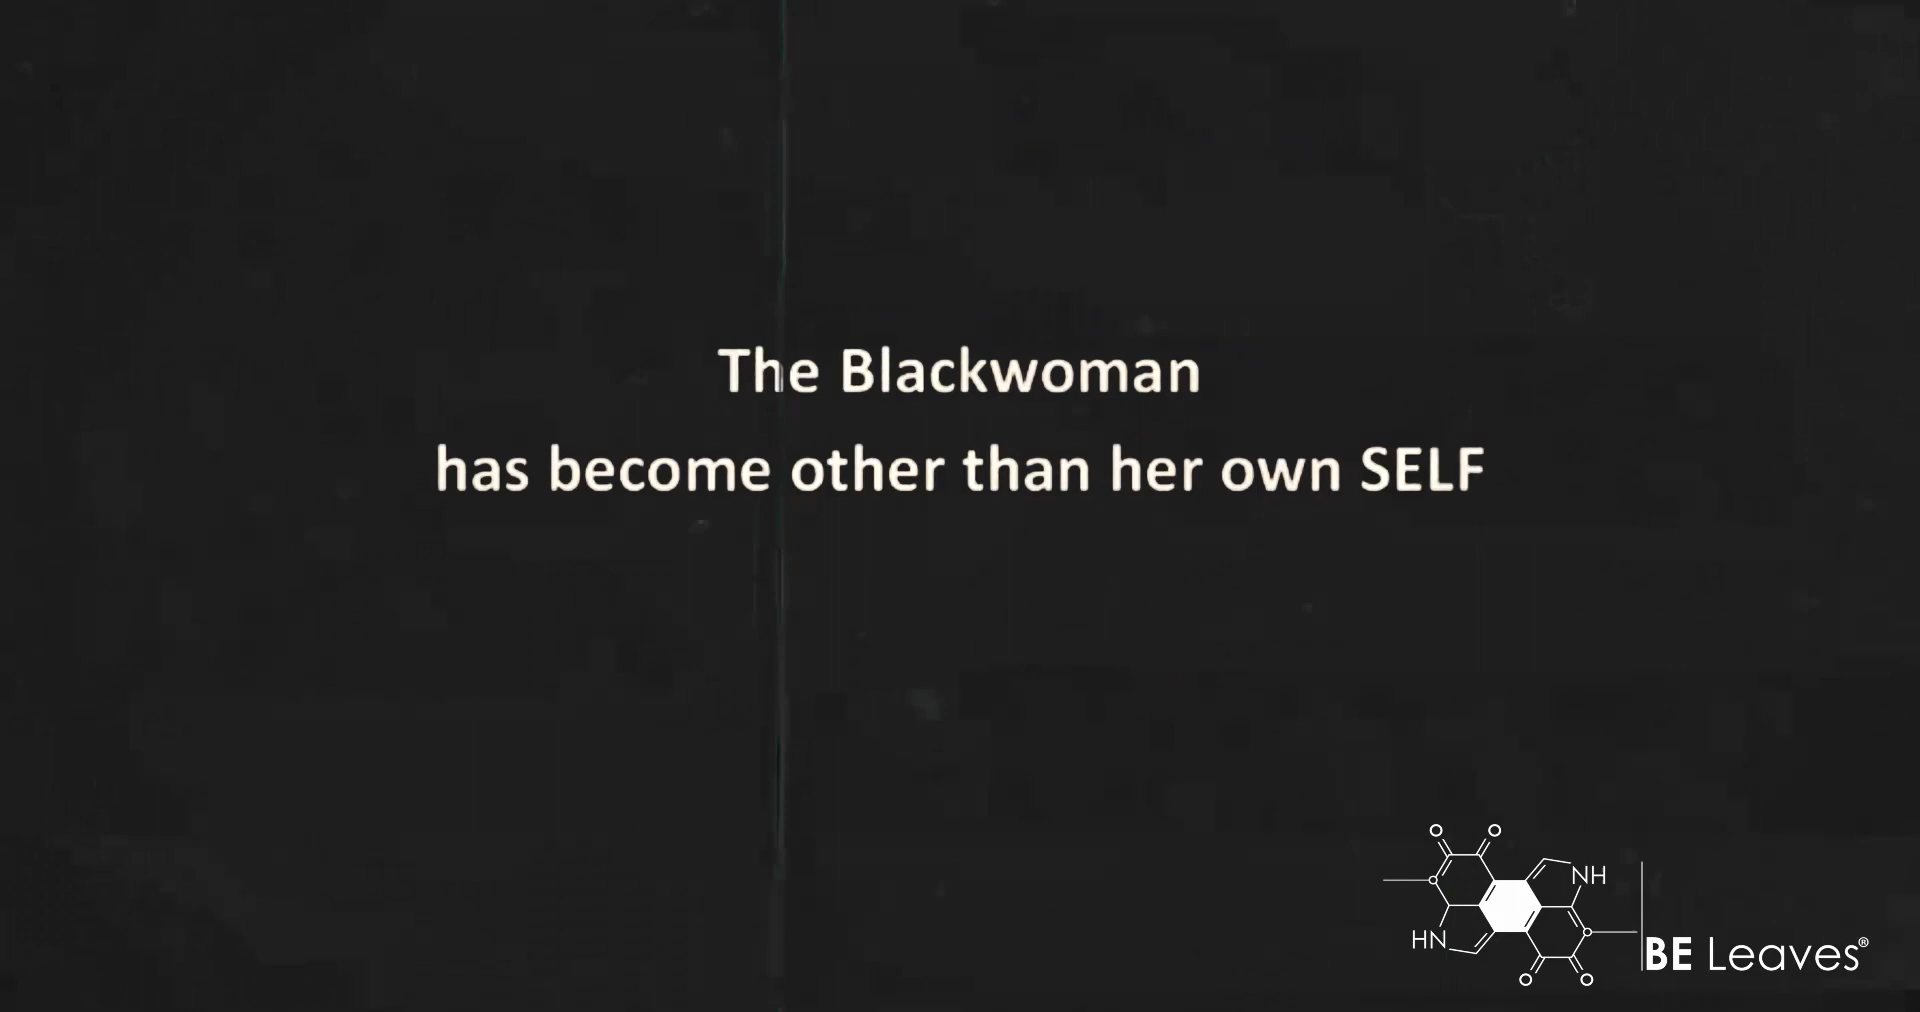 The Blackwoman
has become other than her own SELF
NH
HN
BE Leaves®